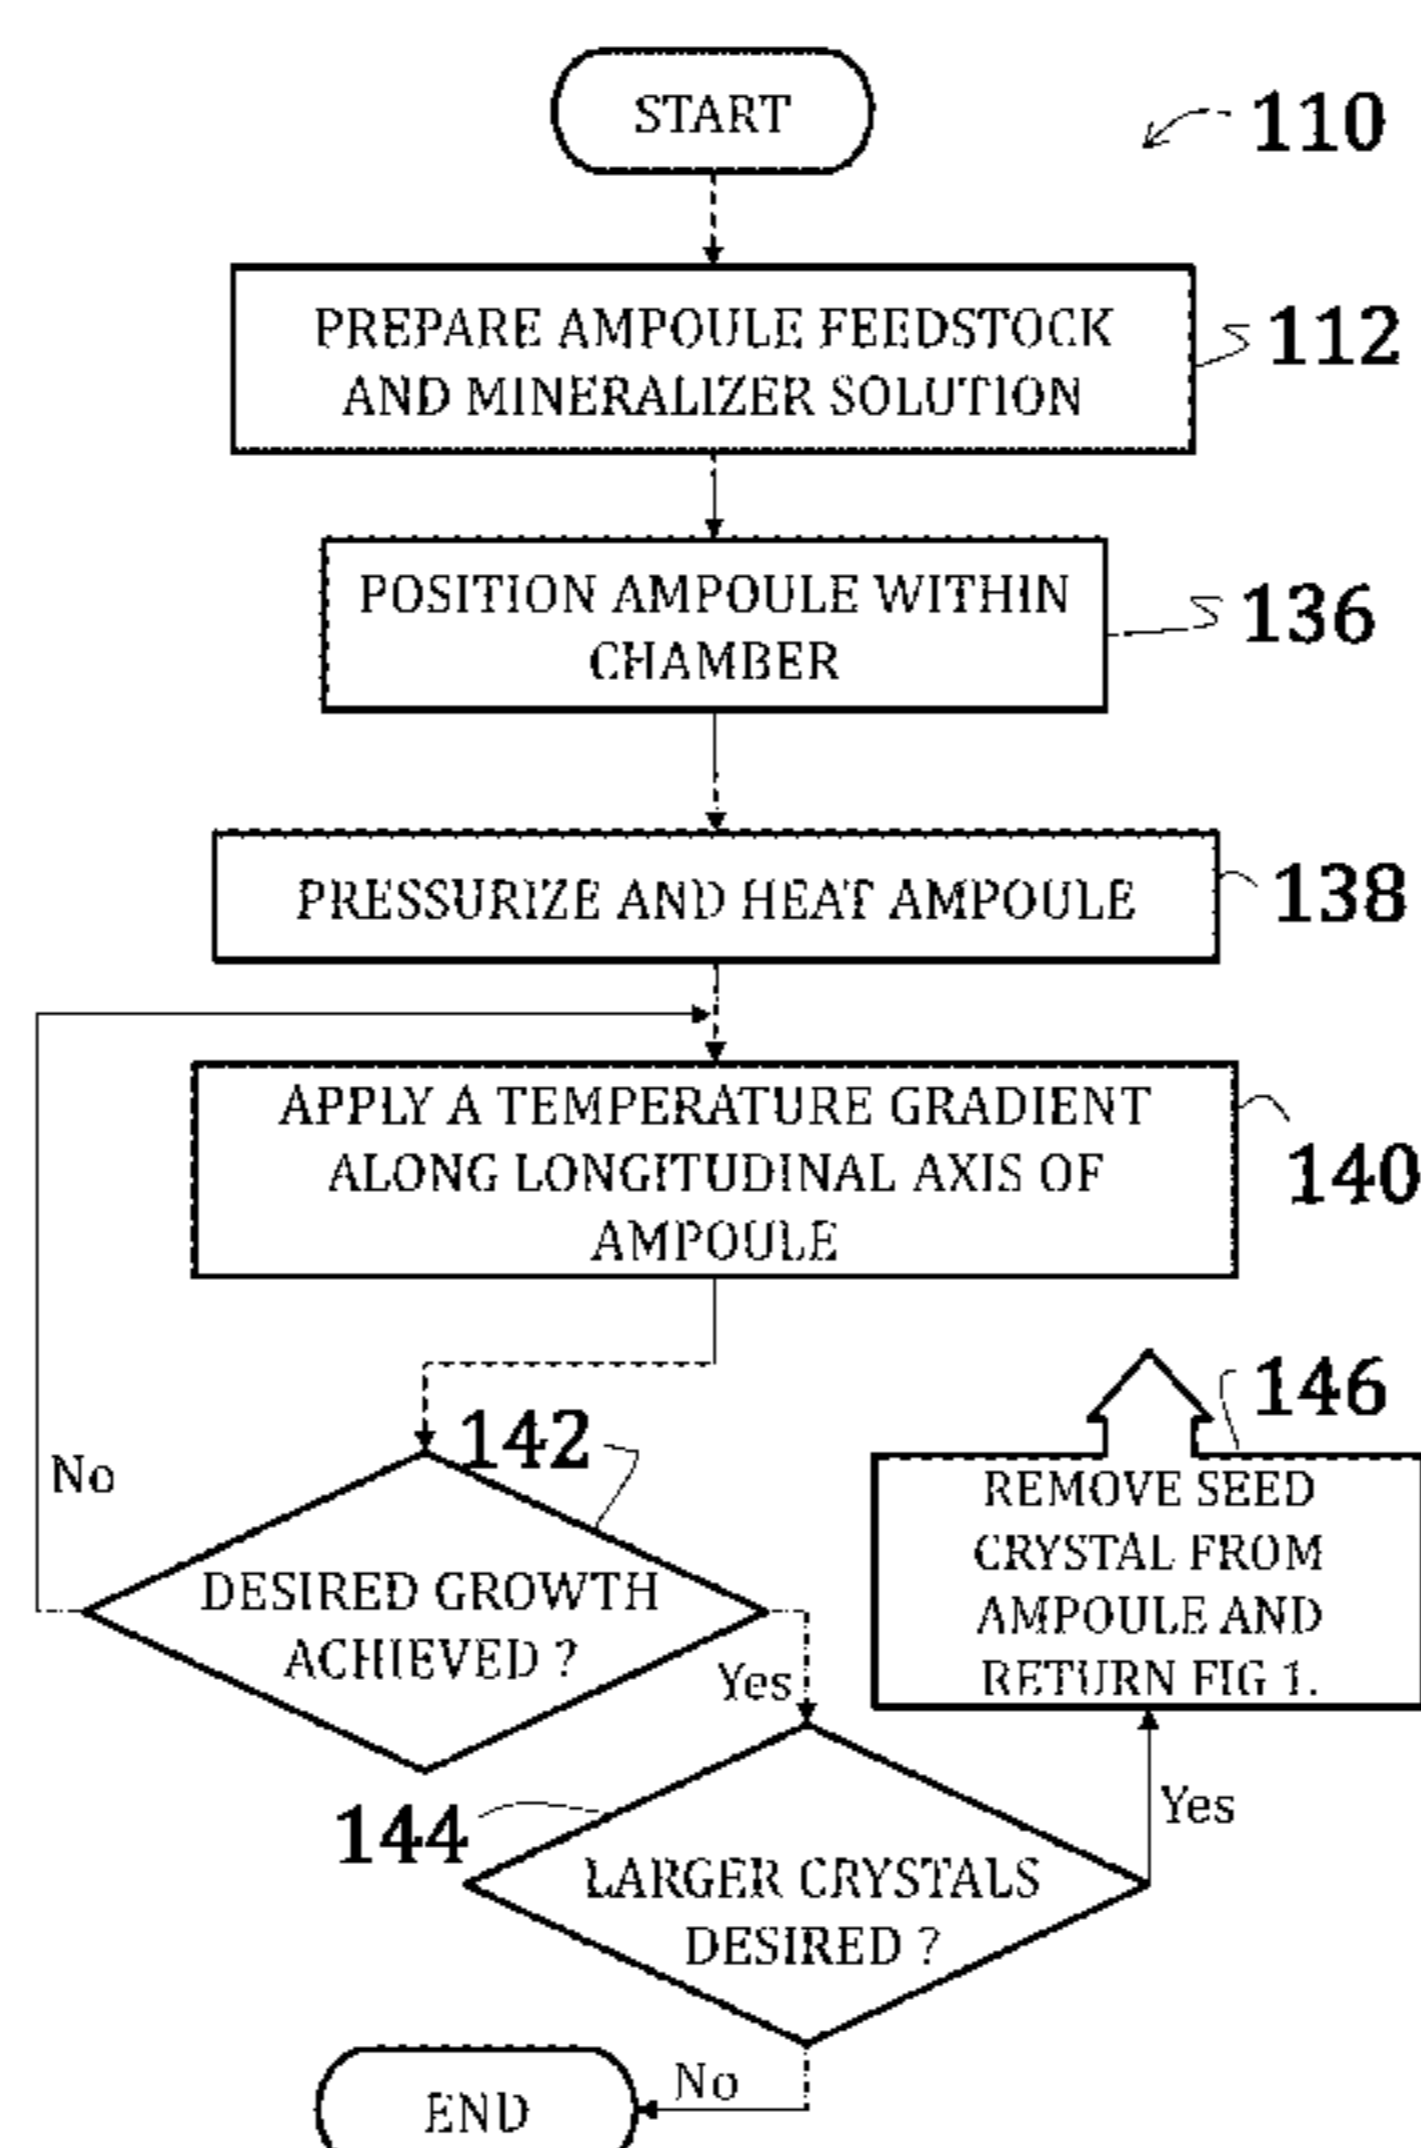 START
110
PREPARE AMPOULE FEEDSTOCK
AND MINERALIZER SOLUTION
112
POSITION AMPOULE WITHIN
CHAMBER
136
PRESSURIZE AND HEAT AMPOULE
138
APPLY A TEMPERATURE GRADIENT
ALONG LONGITUDINAL AXIS OF
AMPOULE
140
No
142
DESIRED GROWTH
ACHIEVED ?
Yes
146
REMOVE SEED
CRYSTAL FROM
AMPOULE AND
RETURN FIG 1.
Yes
144
LARGER CRYSTALS
DESIRED ?
No
END